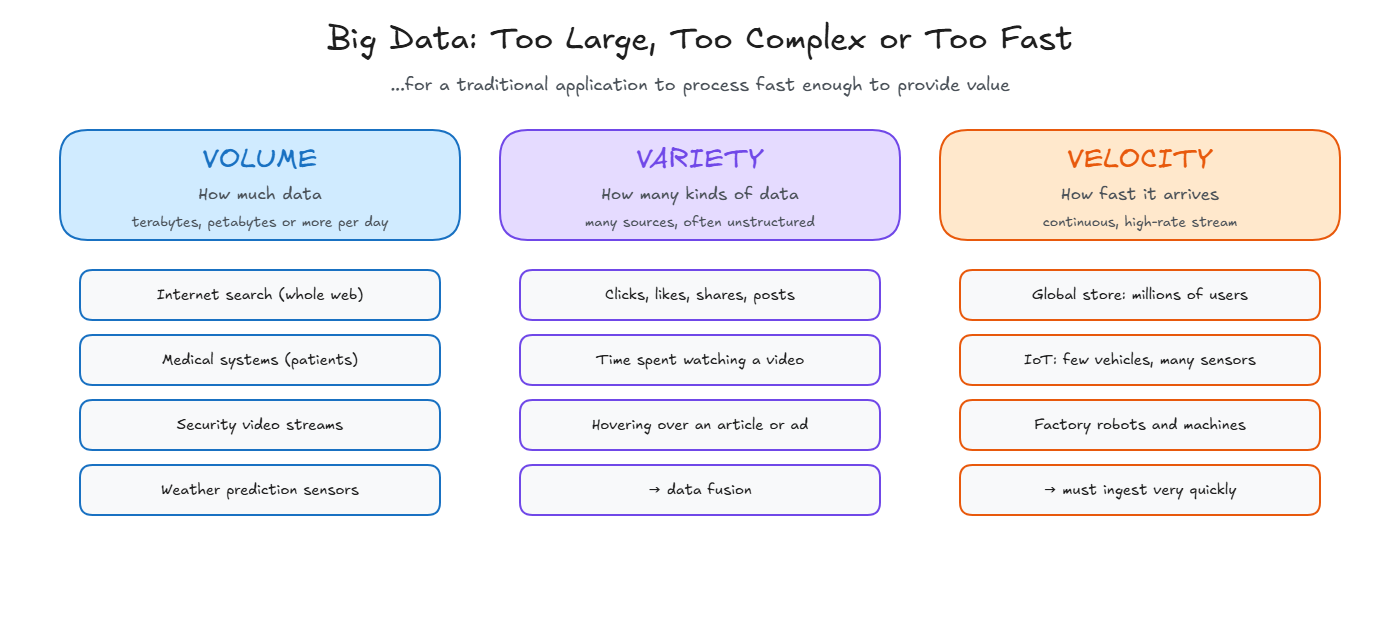 Big Data: Too Large, Too Complex or Too Fast
...for a traditional application to process fast enough to provide value
VOLUME
How much data
terabytes, petabytes or more per day
Internet search (whole web)
Medical systems (patients)
Security video streams
Weather prediction sensors
VARIETY
How many kinds of data
many sources, often unstructured
Clicks, likes, shares, posts
Time spent watching a video
Hovering over an article or ad
→ data fusion
VELOCITY
How fast it arrives
continuous, high-rate stream
Global store: millions of users
IoT: few vehicles, many sensors
Factory robots and machines
→ must ingest very quickly